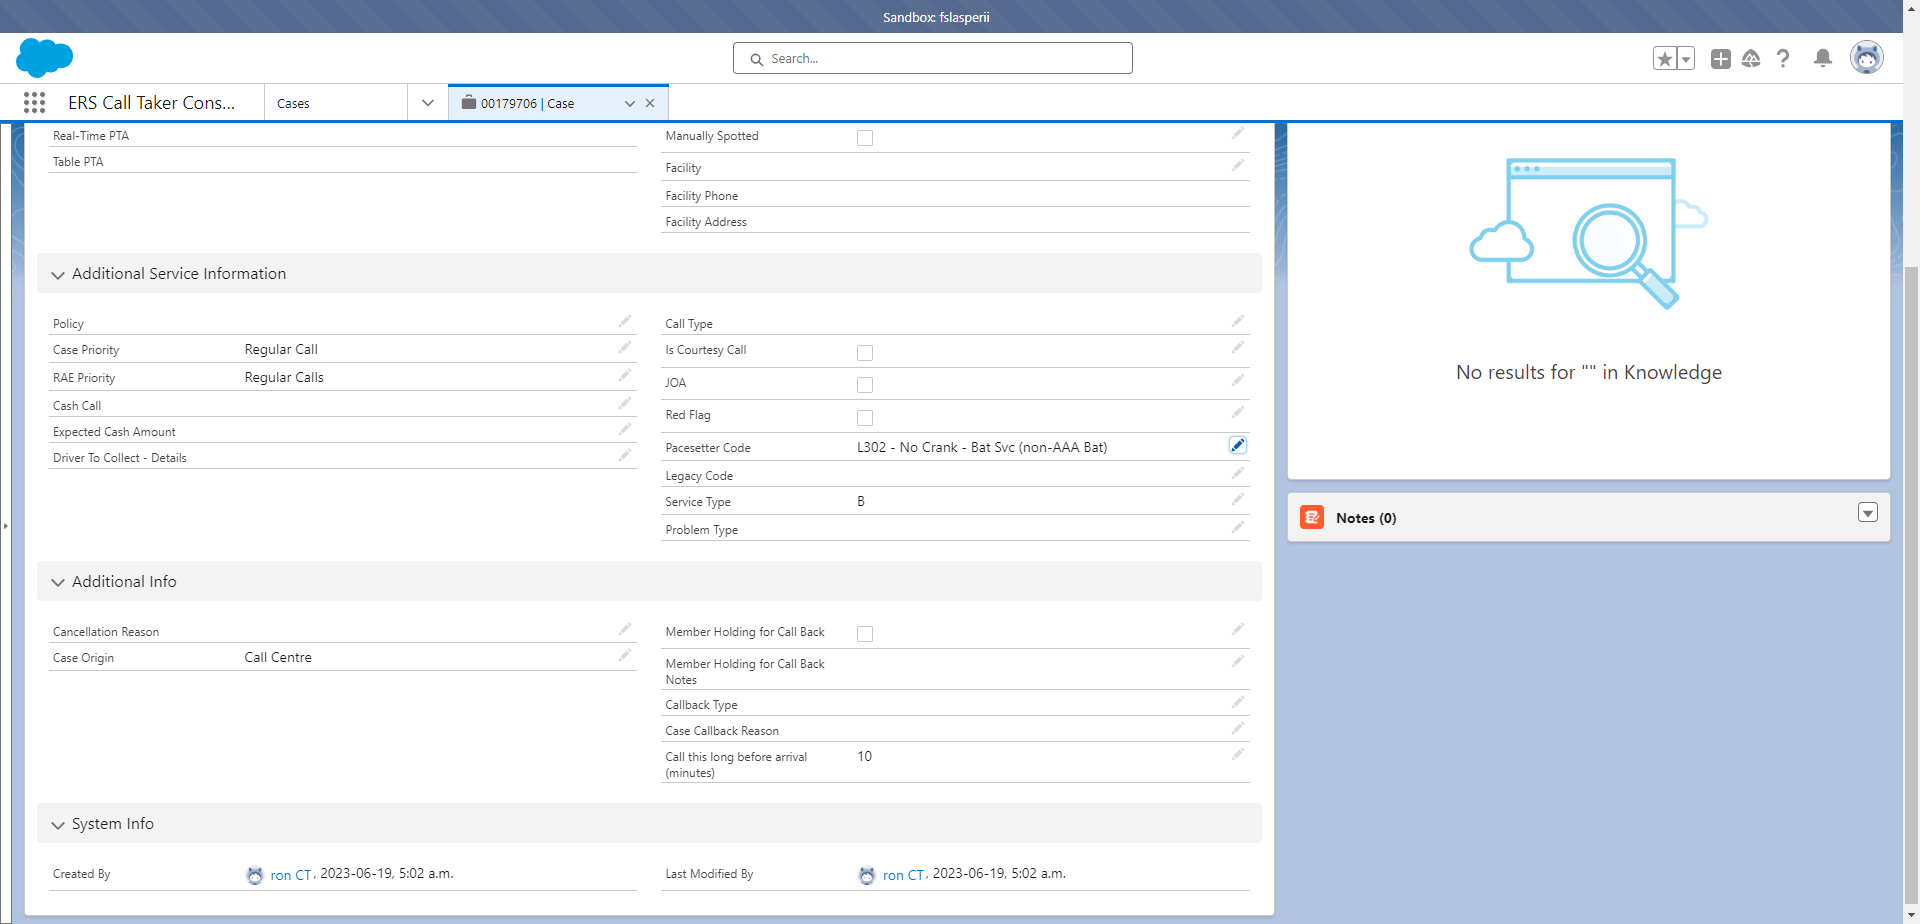 Sandbox: fslasperii
Search...
ERS Call Taker Cons...
Cases
00179706 | Case
Real-Time PTA
Table PTA
Manually Spotted
Facility
Facility Phone
Facility Address
Additional Service Information
Policy
Case Priority Regular Call
RAE Priority Regular Calls
Cash Call
Expected Cash Amount
Driver To Collect - Details
Call Type
Is Courtesy Call
JOA
Red Flag
Pacesetter Code L302 - No Crank - Bat Svc (non-AAA Bat)
Legacy Code
Service Type B
Problem Type
Additional Info
Cancellation Reason
Case Origin Call Centre
Member Holding for Call Back
Member Holding for Call Back
Notes
Callback Type
Case Callback Reason
Call this long before arrival 10
(minutes)
System Info
Created By ron CT, 2023-06-19, 5:02 a.m.
Last Modified By ron CT, 2023-06-19, 5:02 a.m.
No results for "" in Knowledge
Notes (0)